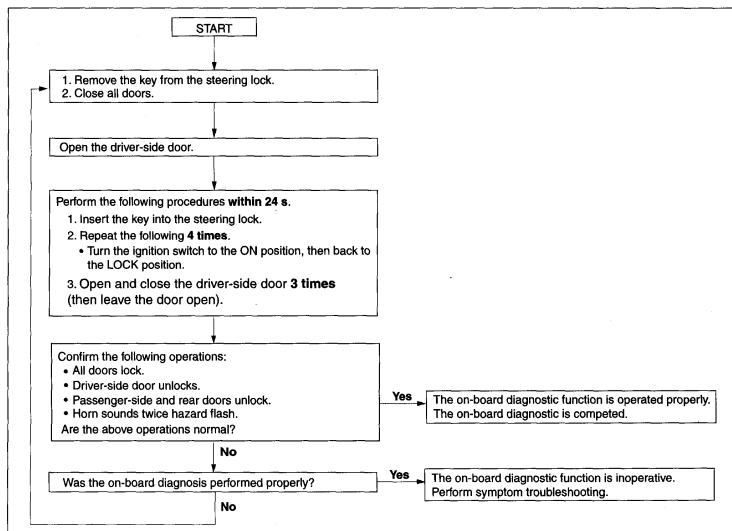 START
1. Remove the key from the steering lock.
2. Close all doors.
Open the driver-side door.
Perform the following procedures within 24 s.
1. Insert the key into the steering lock.
2. Repeat the following 4 times.
• Turn the ignition switch to the ON position, then back to
the LOCK position.
3. Open and close the driver-side door 3 times
(then leave the door open).
Confirm the following operations:
• All doors lock.
• Driver-side door unlocks.
• Passenger-side and rear doors unlock.
• Horn sounds twice hazard flash.
Are the above operations normal?
Yes
The on-board diagnostic function is operated properly.
The on-board diagnostic is competed.
No
Was the on-board diagnosis performed properly?
Yes
The on-board diagnostic function is inoperative.
Perform symptom troubleshooting.
No